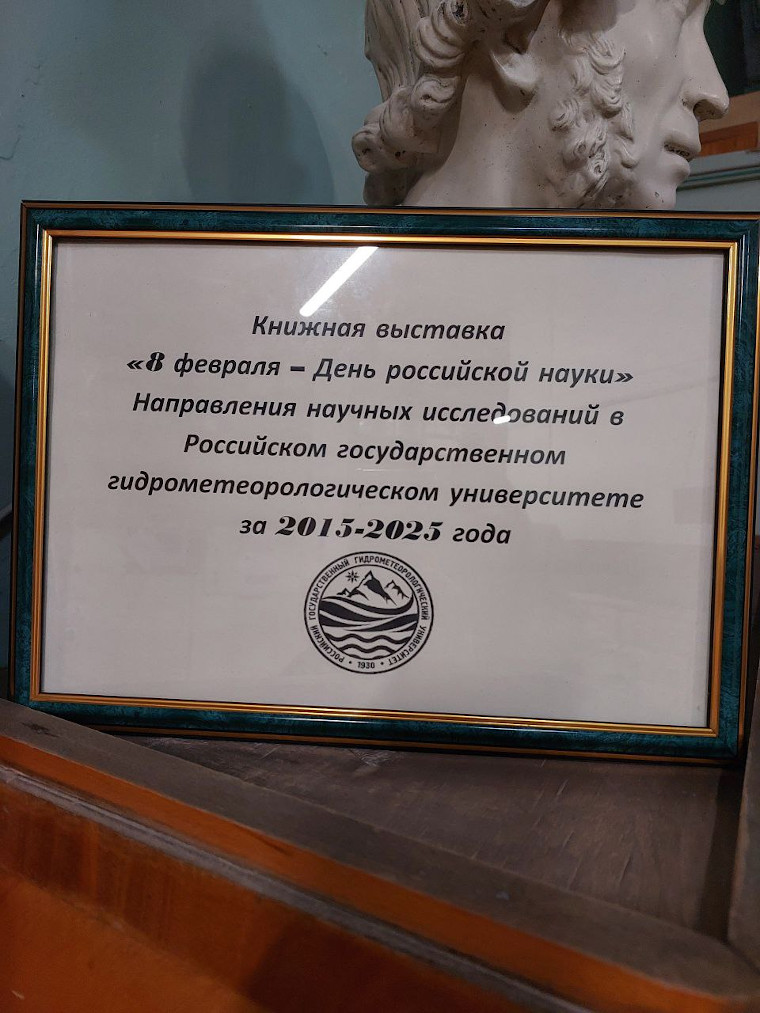 Книжная выставка
«8 февраля – День российской науки»
Направления научных исследований в
Российском государственном
гидрометеорологическом университете
за 2015-2025 года
РОССИЙСКИЙ ГОСУДАРСТВЕННЫЙ ГИДРОМЕТЕОРОЛОГИЧЕСКИЙ УНИВЕРСИТЕТ
• 1930 •